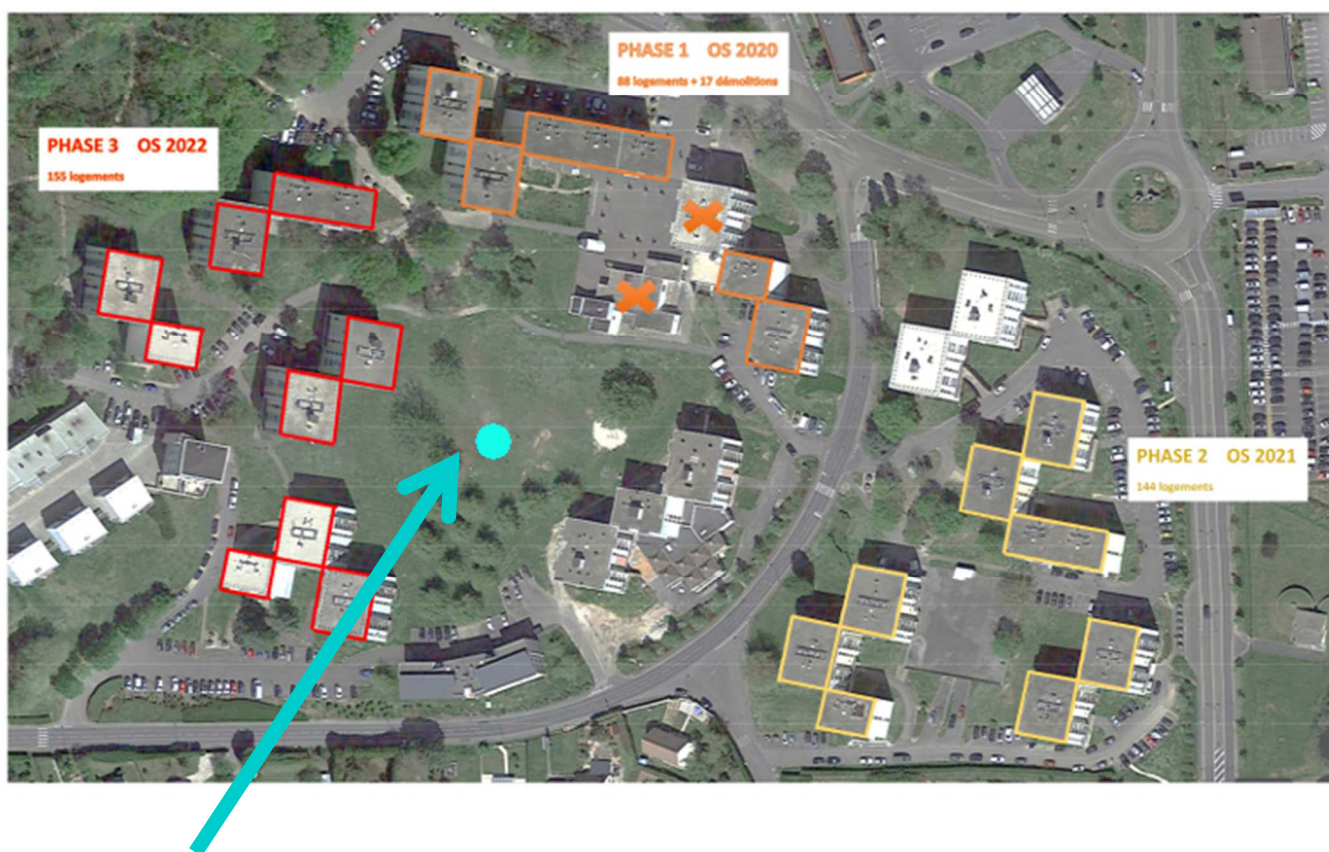 PHASE 1 OS 2020
88 logements + 17 démolitions
PHASE 3 OS 2022
155 logements
PHASE 2 OS 2021
144 logements